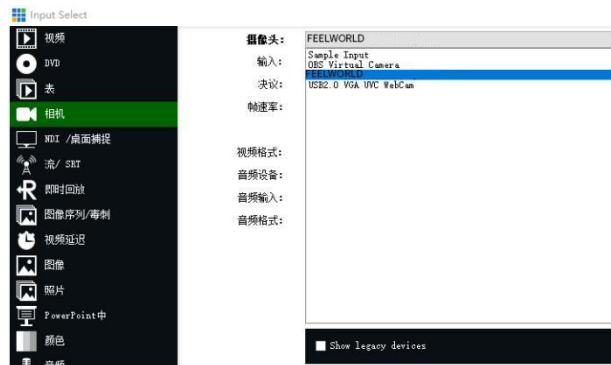 Input Select
视频
DVD
表
相机
NDI /桌面捕捉
流/ SRT
即时回放
图像序列/毒刺
视频延迟
图像
照片
PowerPoint中
颜色
音频
摄像头:
输入:
决议:
帧速率:
视频格式:
音频设备:
音频输入:
音频格式:
FEELWORLD
Sample Input
OBS Virtual Camera
FEELWORLD
USB2.0 VGA UVC WebCam
Show legacy devices